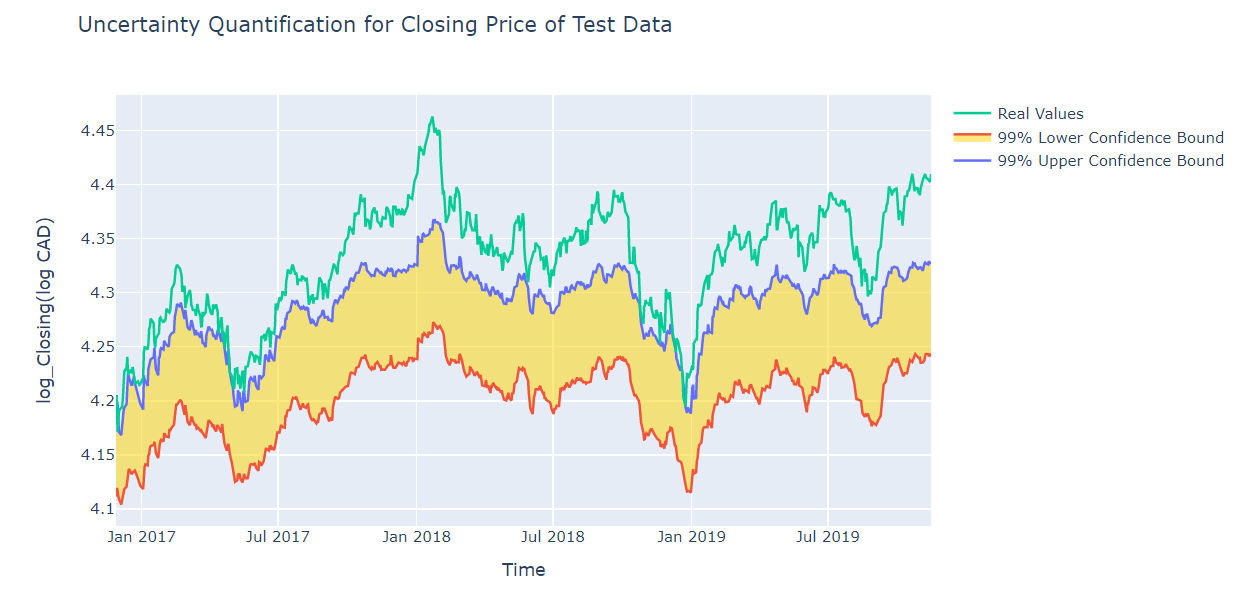 Uncertainty Quantification for Closing Price of Test Data
Real Values
99% Lower Confidence Bound
99% Upper Confidence Bound
log_Closing(log CAD)
4.45
4.4
4.35
4.3
4.25
4.2
4.15
4.1
Jan 2017
Jul 2017
Jan 2018
Jul 2018
Jan 2019
Jul 2019
Time